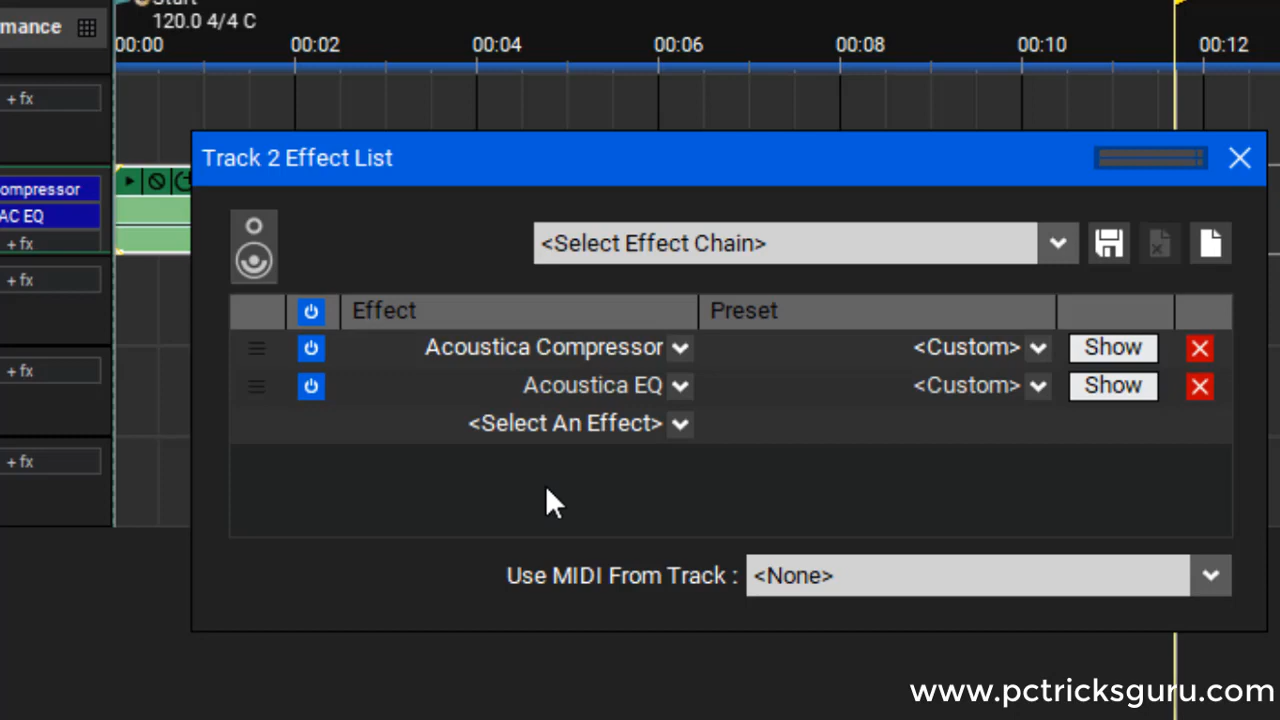 Start
120.0 4/4 C
mance
00:00 00:02 00:04 00:06 00:08 00:10 00:12
+ fx
Track 2 Effect List
ompressor
AC EQ
+ fx
<Select Effect Chain>
+ fx
Effect Preset
Acoustica Compressor <Custom> Show
Acoustica EQ <Custom> Show
+ fx
<Select An Effect>
+ fx
Use MIDI From Track : <None>
www.pctricksguru.com